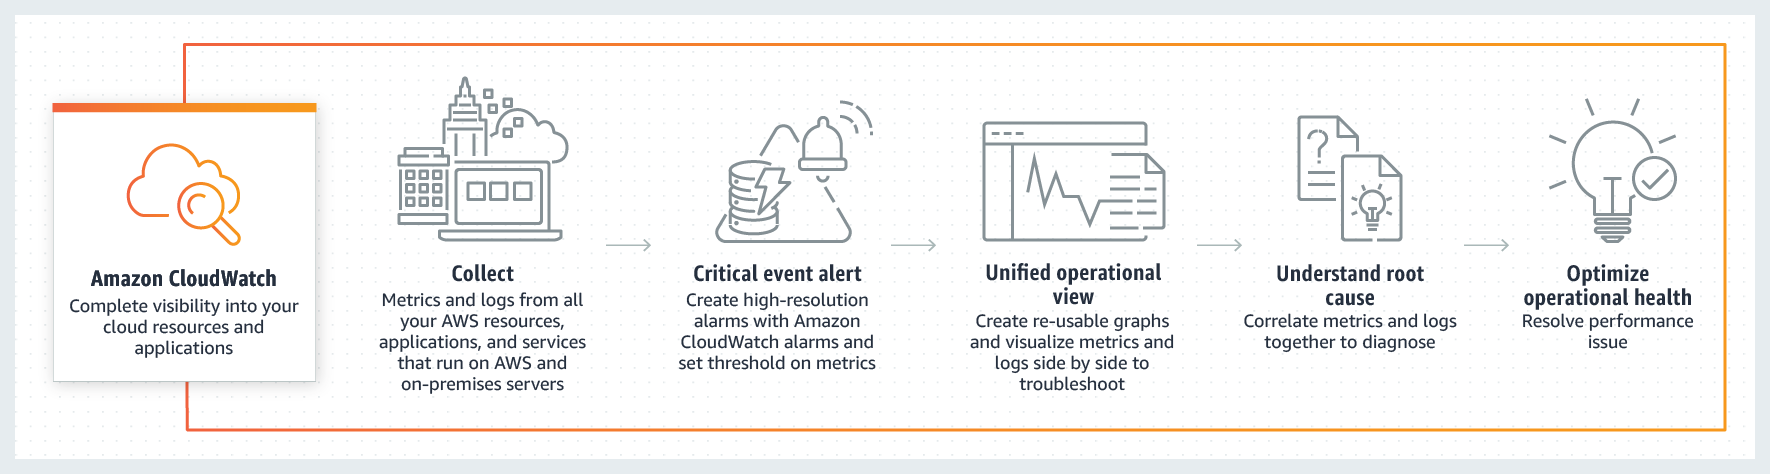 Amazon CloudWatch
Complete visibility into your
cloud resources and
applications
Collect
Metrics and logs from all
your AWS resources,
applications, and services
that run on AWS and
on-premises servers
Critical event alert
Create high-resolution
alarms with Amazon
CloudWatch alarms and
set threshold on metrics
Unified operational
view
Create re-usable graphs
and visualize metrics and
logs side by side to
troubleshoot
?
Understand root
cause
Correlate metrics and logs
together to diagnose
Optimize
operational health
Resolve performance
issue